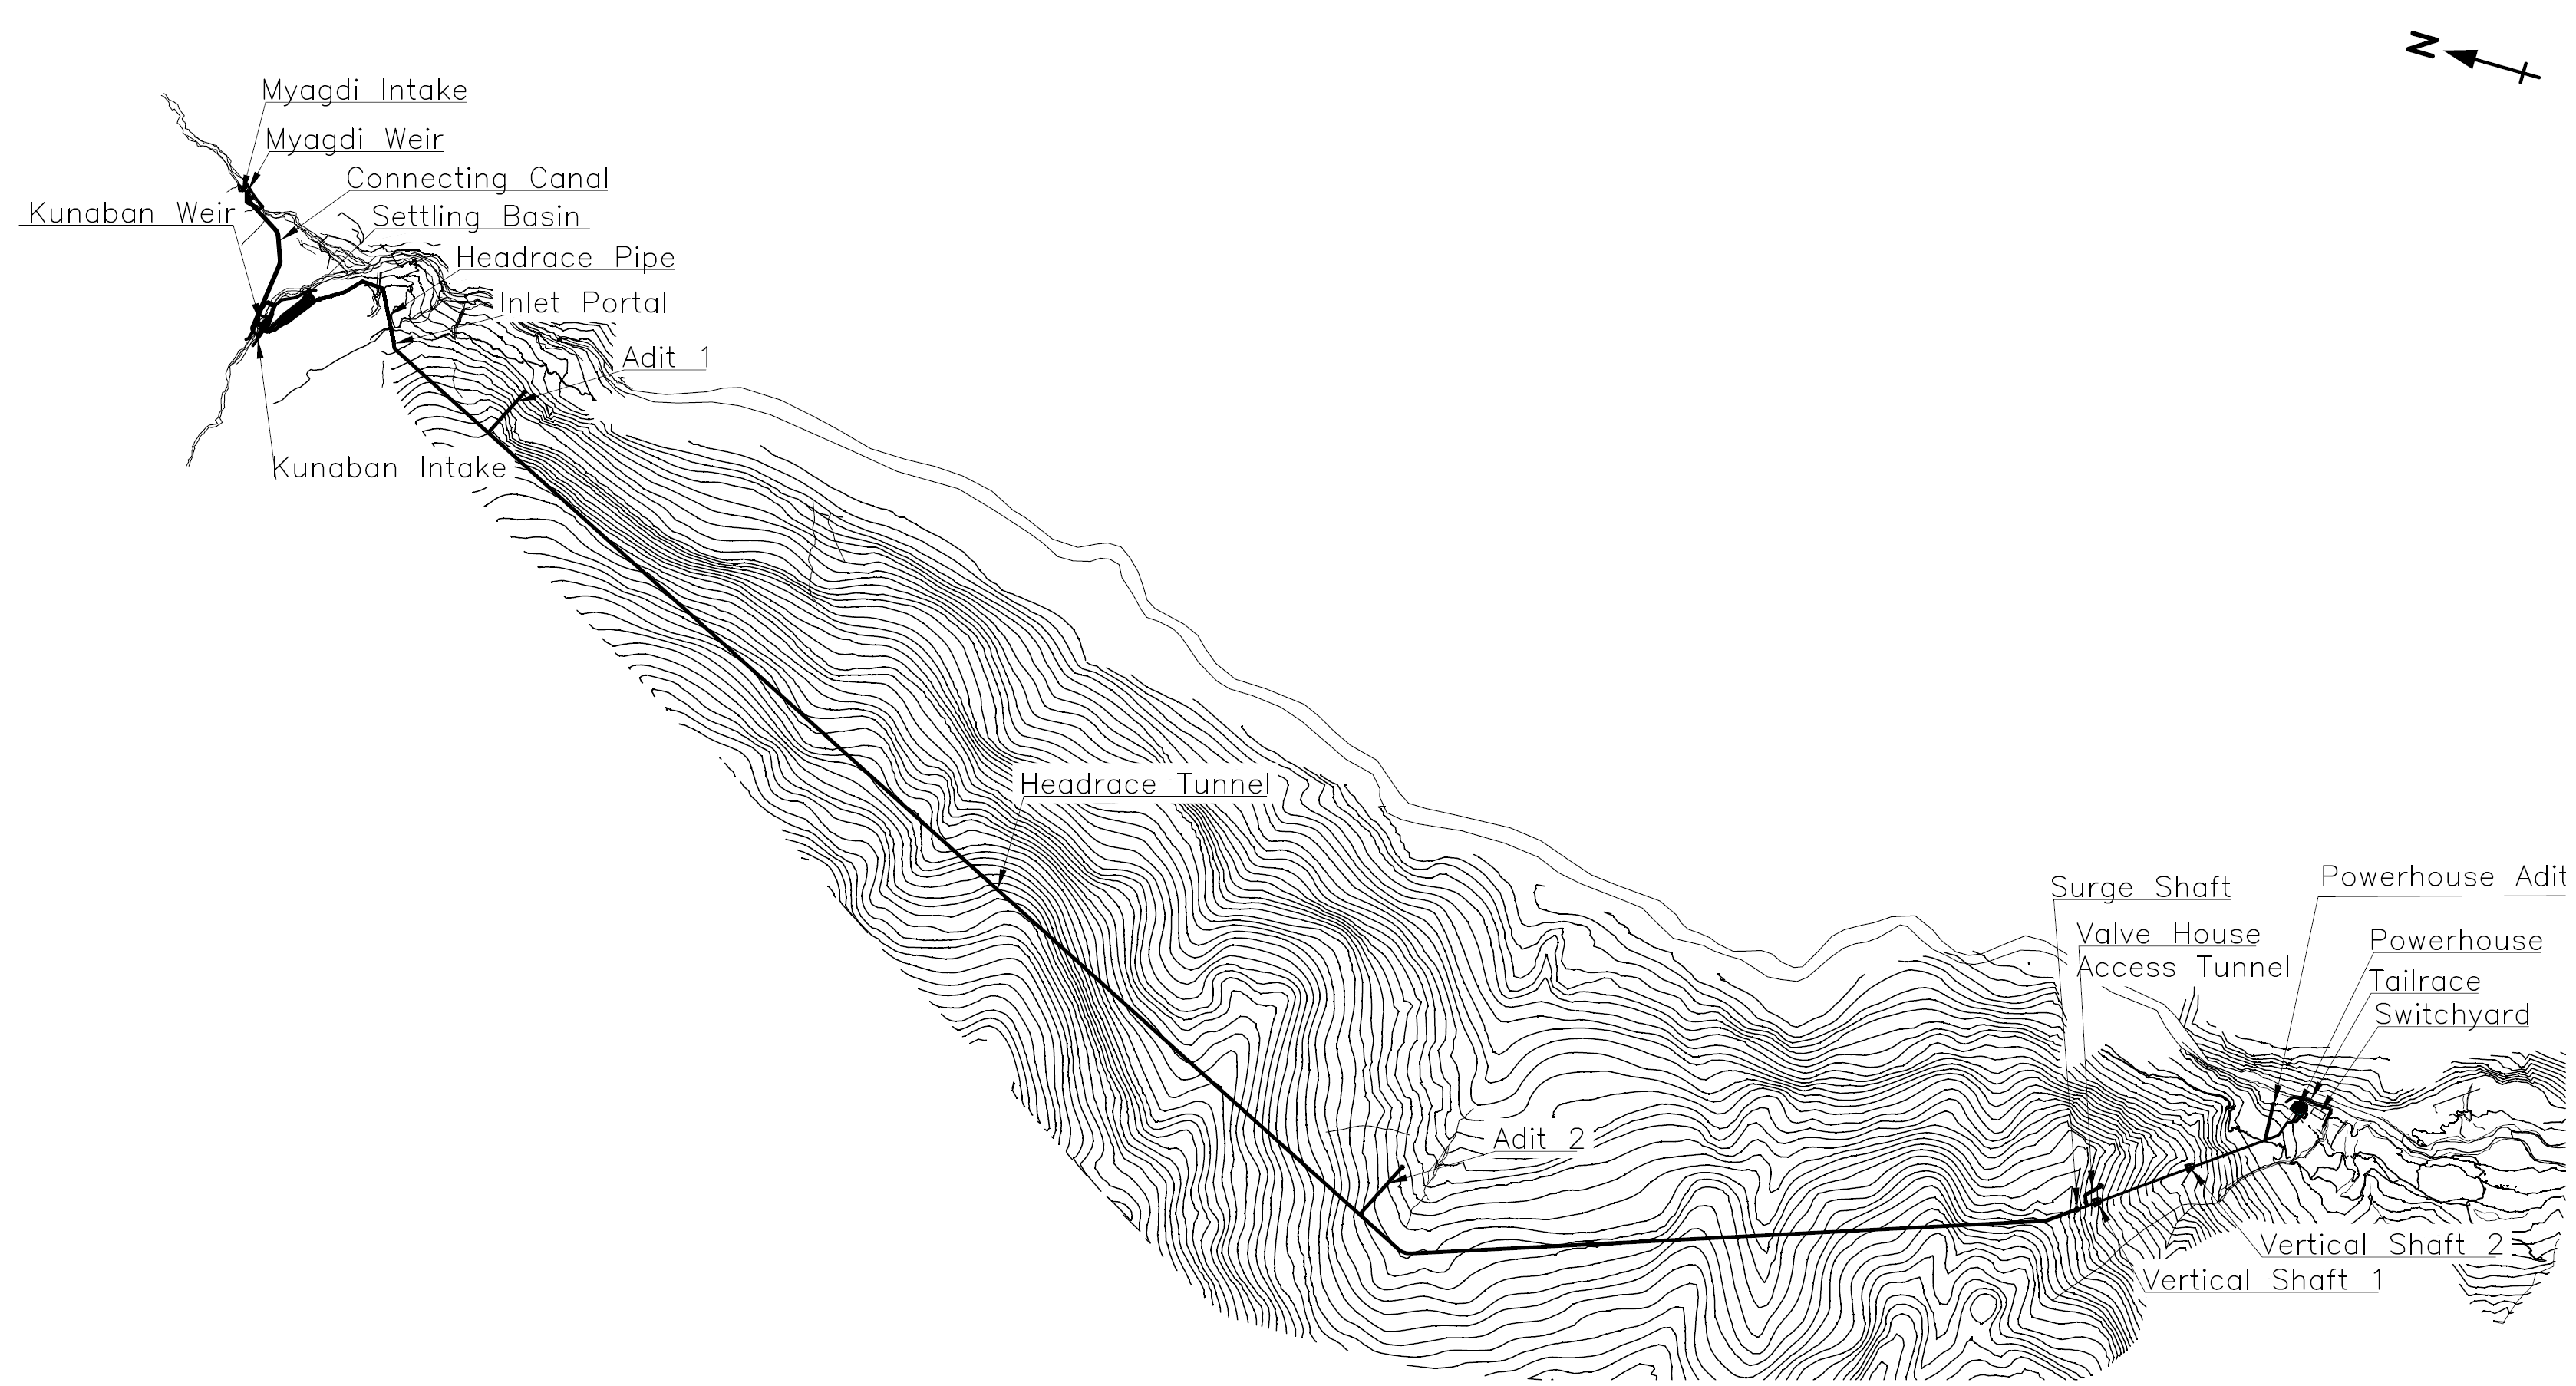 N
Myagdi Intake
Myagdi Weir
Connecting Canal
Kunaban Weir
Settling Basin
Headrace Pipe
Inlet Portal
Adit 1
Kunaban Intake
Headrace Tunnel
Surge Shaft
Powerhouse Adit
Valve House
Access Tunnel
Powerhouse
Tailrace
Switchyard
Adit 2
Vertical Shaft 2
Vertical Shaft 1